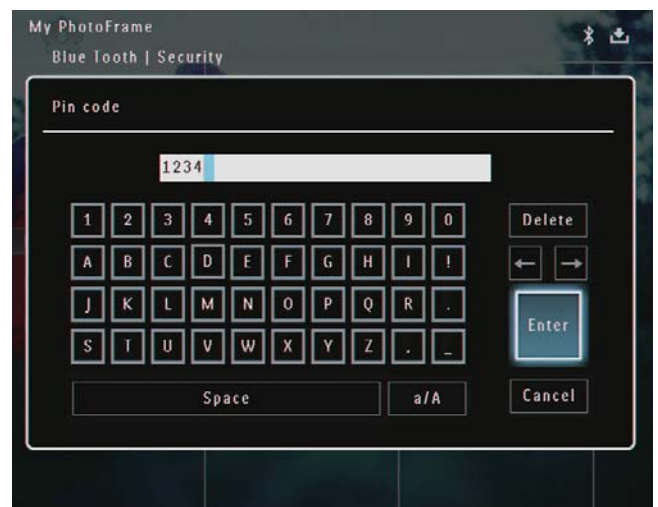 My PhotoFrame
Blue Tooth | Security
Pin code
1234
1 2 3 4 5 6 7 8 9 0 Delete
A B C D E F G H I ! ← →
J K L M N O P Q R . Enter
S T U V W X Y Z , _
Space a/A Cancel